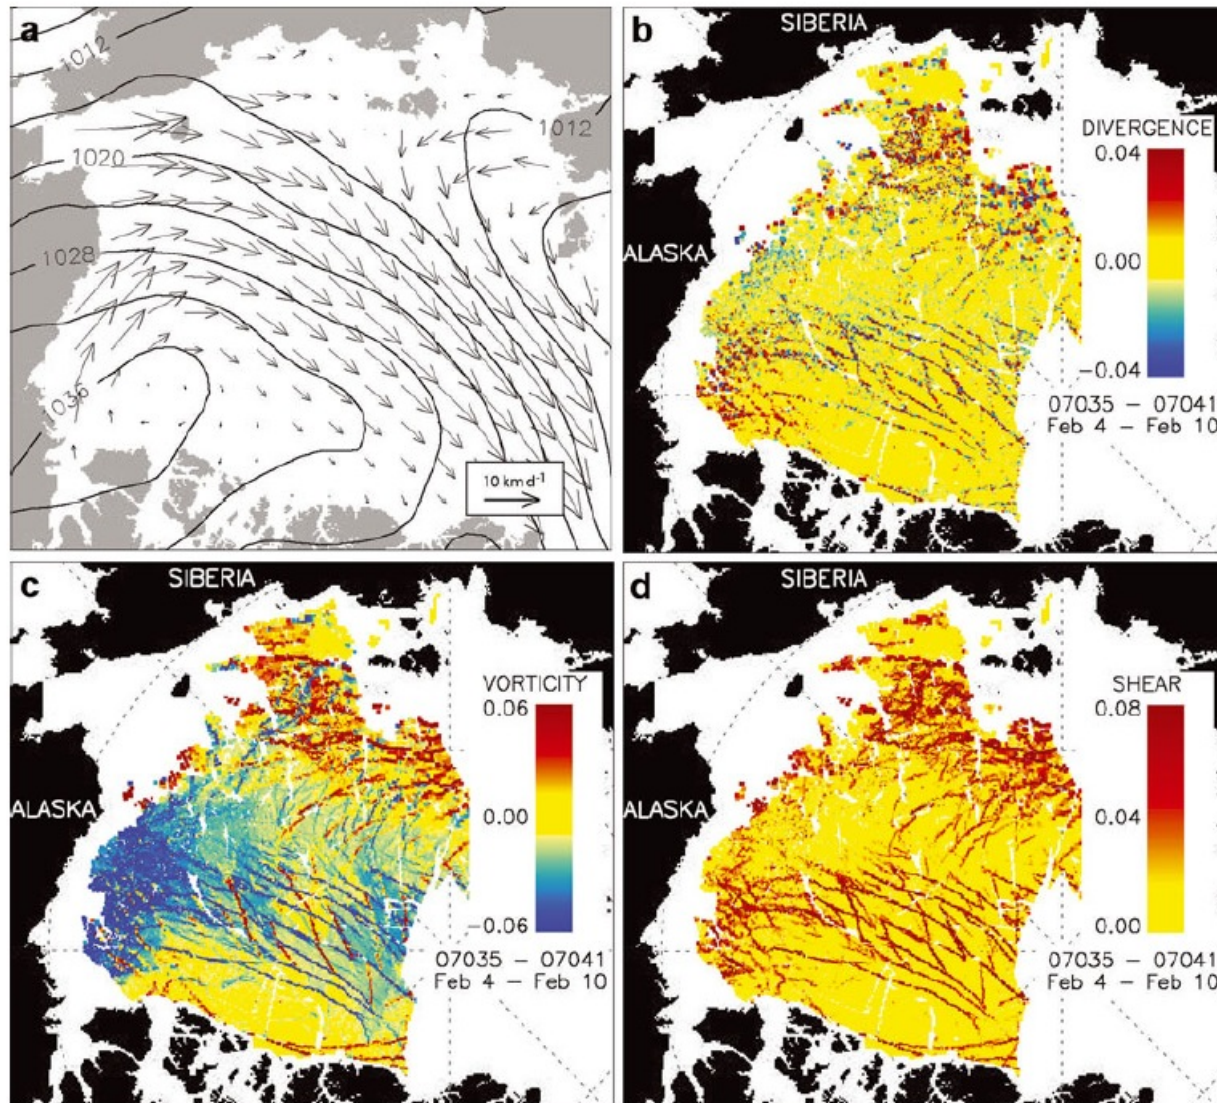 a
1012
1020
1028
1036
1012
10 km d⁻¹
b
SIBERIA
ALASKA
DIVERGENCE
0.04
0.00
−0.04
07035 − 07041
Feb 4 − Feb 10
c
SIBERIA
ALASKA
VORTICITY
0.06
0.00
−0.06
07035 − 07041
Feb 4 − Feb 10
d
SIBERIA
ALASKA
SHEAR
0.08
0.04
0.00
07035 − 07041
Feb 4 − Feb 10